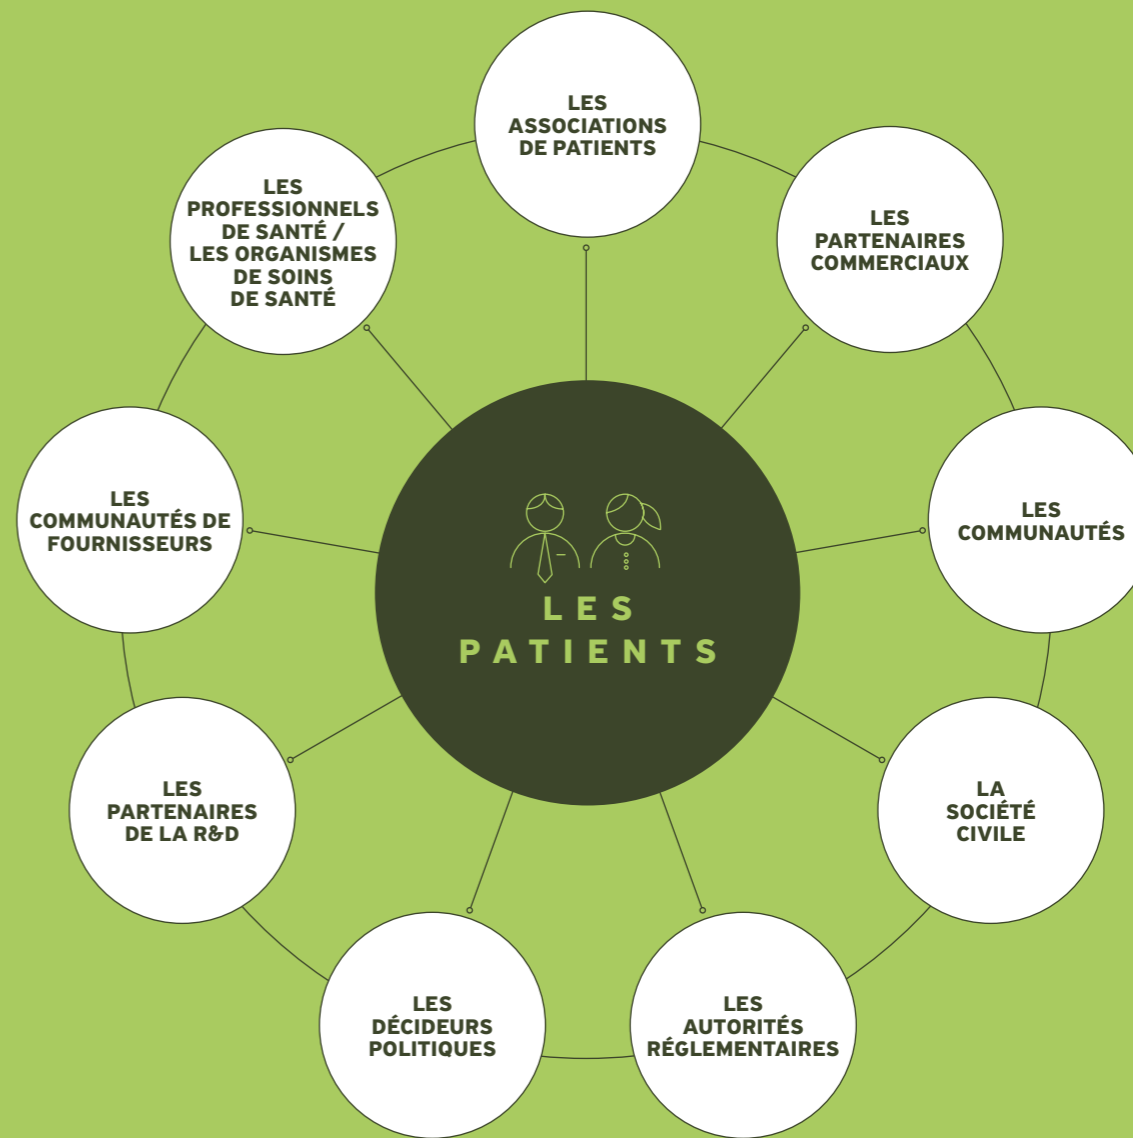 LES
ASSOCIATIONS
DE PATIENTS
LES
PARTENAIRES
COMMERCIAUX
LES
COMMUNAUTÉS
LA
SOCIÉTÉ
CIVILE
LES
AUTORITÉS
RÉGLEMENTAIRES
LES
DÉCIDEURS
POLITIQUES
LES
PARTENAIRES
DE LA R&D
LES
COMMUNAUTÉS DE
FOURNISSEURS
LES
PROFESSIONNELS
DE SANTÉ /
LES ORGANISMES
DE SOINS
DE SANTÉ
LES
PATIENTS